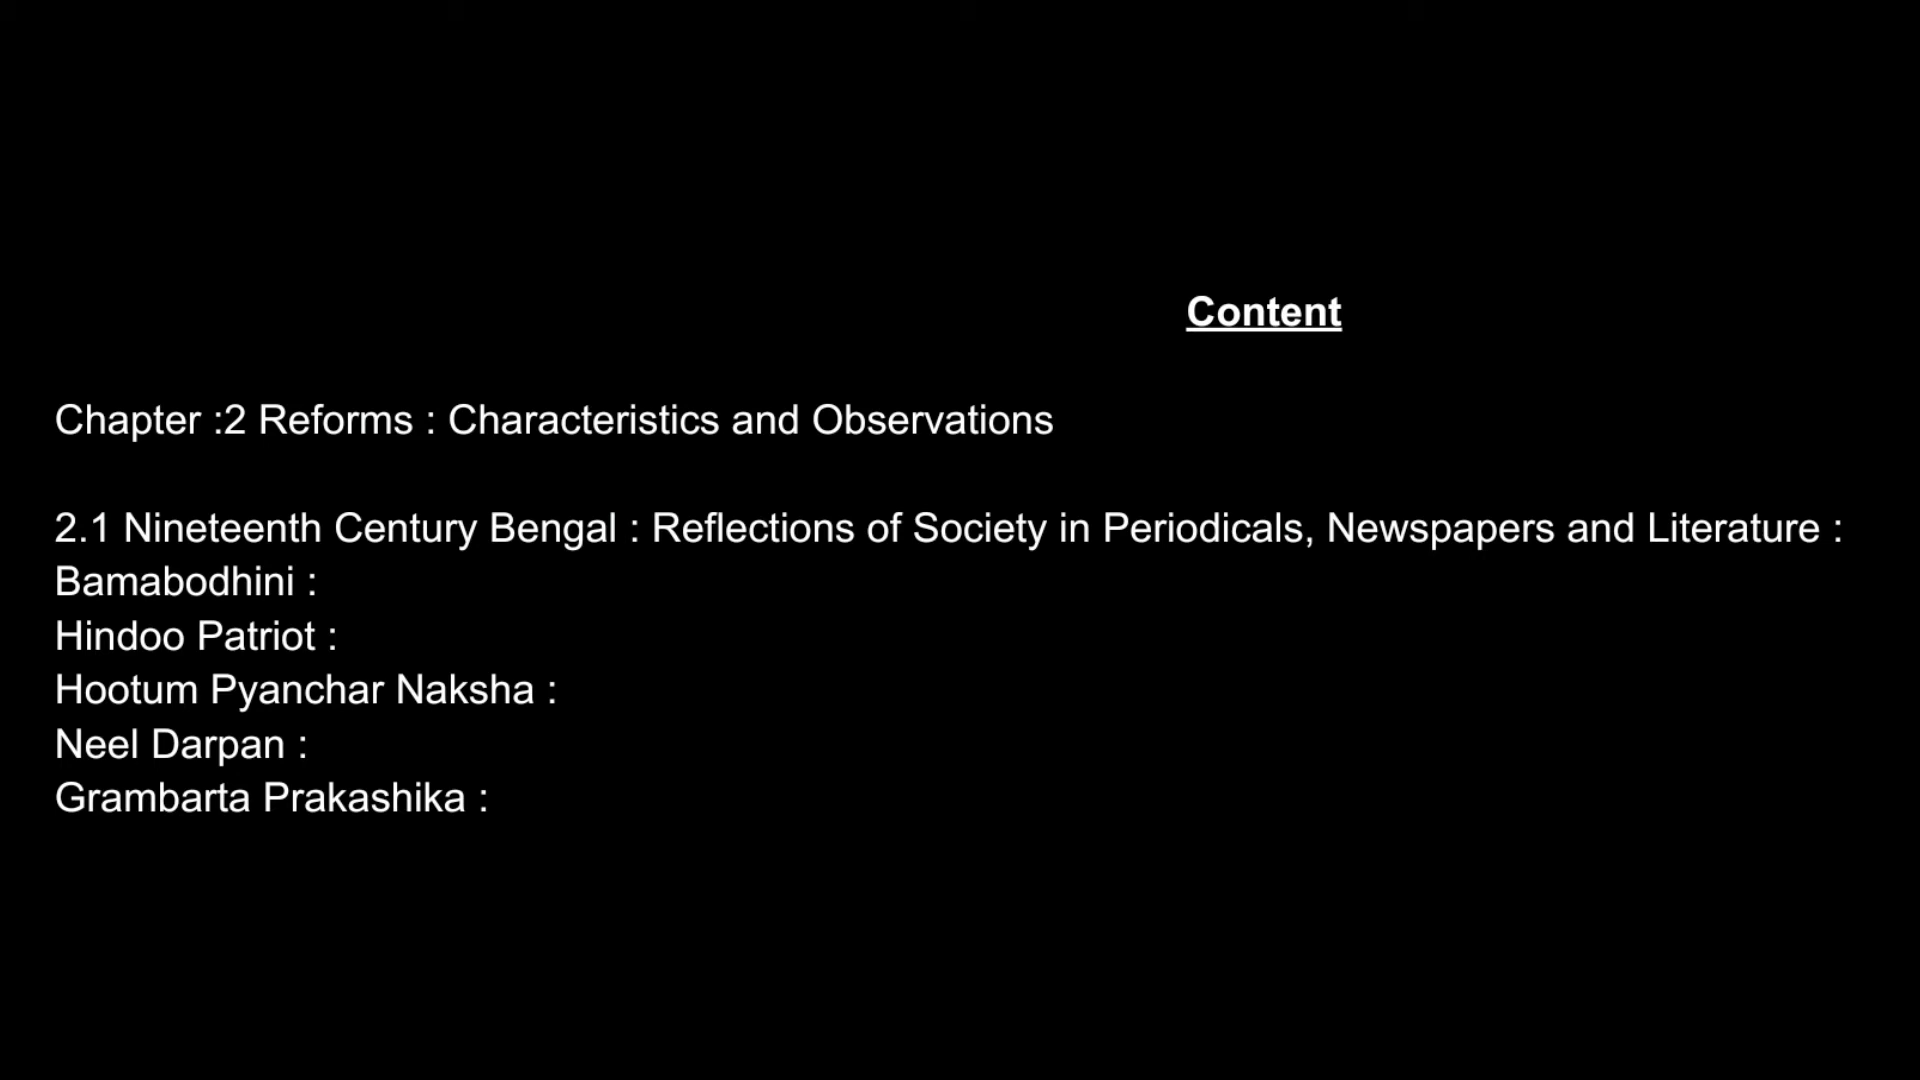 Content
Chapter :2 Reforms : Characteristics and Observations
2.1 Nineteenth Century Bengal : Reflections of Society in Periodicals, Newspapers and Literature :
Bamabodhini :
Hindoo Patriot :
Hootum Pyanchar Naksha :
Neel Darpan :
Grambarta Prakashika :